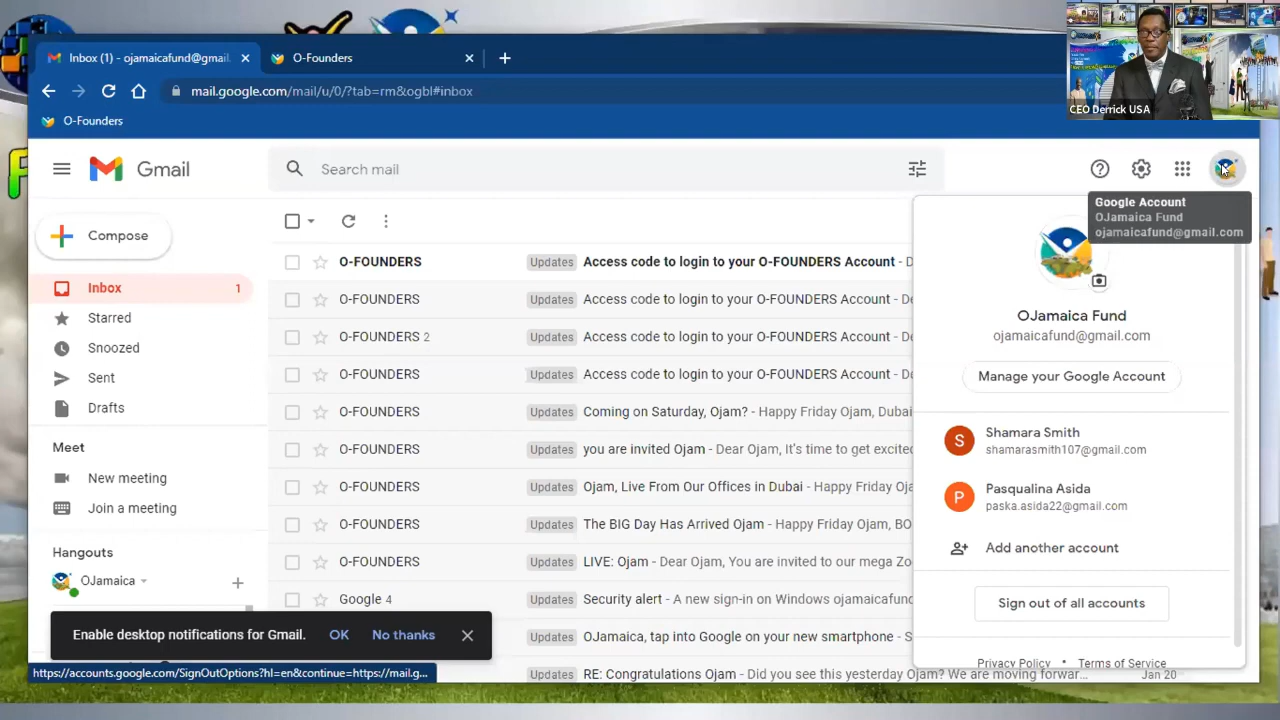 Inbox (1) - ojamaicafund@gmail.
O-Founders
mail.google.com/mail/u/0/?tab=rm&ogbl#inbox
O-Founders
CEO Derrick USA
Gmail
Search mail
Google Account
OJamaica Fund
ojamaicafund@gmail.com
Compose
Inbox 1
Starred
Snoozed
Sent
Drafts
Meet
New meeting
Join a meeting
Hangouts
OJamaica
O-FOUNDERS Updates Access code to login to your O-FOUNDERS Account - D
O-FOUNDERS Updates Access code to login to your O-FOUNDERS Account - De
O-FOUNDERS 2 Updates Access code to login to your O-FOUNDERS Account - De
O-FOUNDERS Updates Access code to login to your O-FOUNDERS Account - De
O-FOUNDERS Updates Coming on Saturday, Ojam? - Happy Friday Ojam, Dubai
O-FOUNDERS Updates you are invited Ojam - Dear Ojam, It's time to get excited
O-FOUNDERS Updates Ojam, Live From Our Offices in Dubai - Happy Friday Oja
O-FOUNDERS Updates The BIG Day Has Arrived Ojam - Happy Friday Ojam, BO
O-FOUNDERS Updates LIVE: Ojam - Dear Ojam, You are invited to our mega Zoo
Google 4 Updates Security alert - A new sign-in on Windows ojamaicafund
Updates OJamaica, tap into Google on your new smartphone - S
Updates RE: Congratulations Ojam - Did you see this yesterday Ojam? We are moving forwar... Jan 20
OJamaica Fund
ojamaicafund@gmail.com
Manage your Google Account
S Shamara Smith
shamarasmith107@gmail.com
P Pasqualina Asida
paska.asida22@gmail.com
Add another account
Sign out of all accounts
Privacy Policy • Terms of Service
Enable desktop notifications for Gmail. OK No thanks
https://accounts.google.com/SignOutOptions?hl=en&continue=https://mail.g...